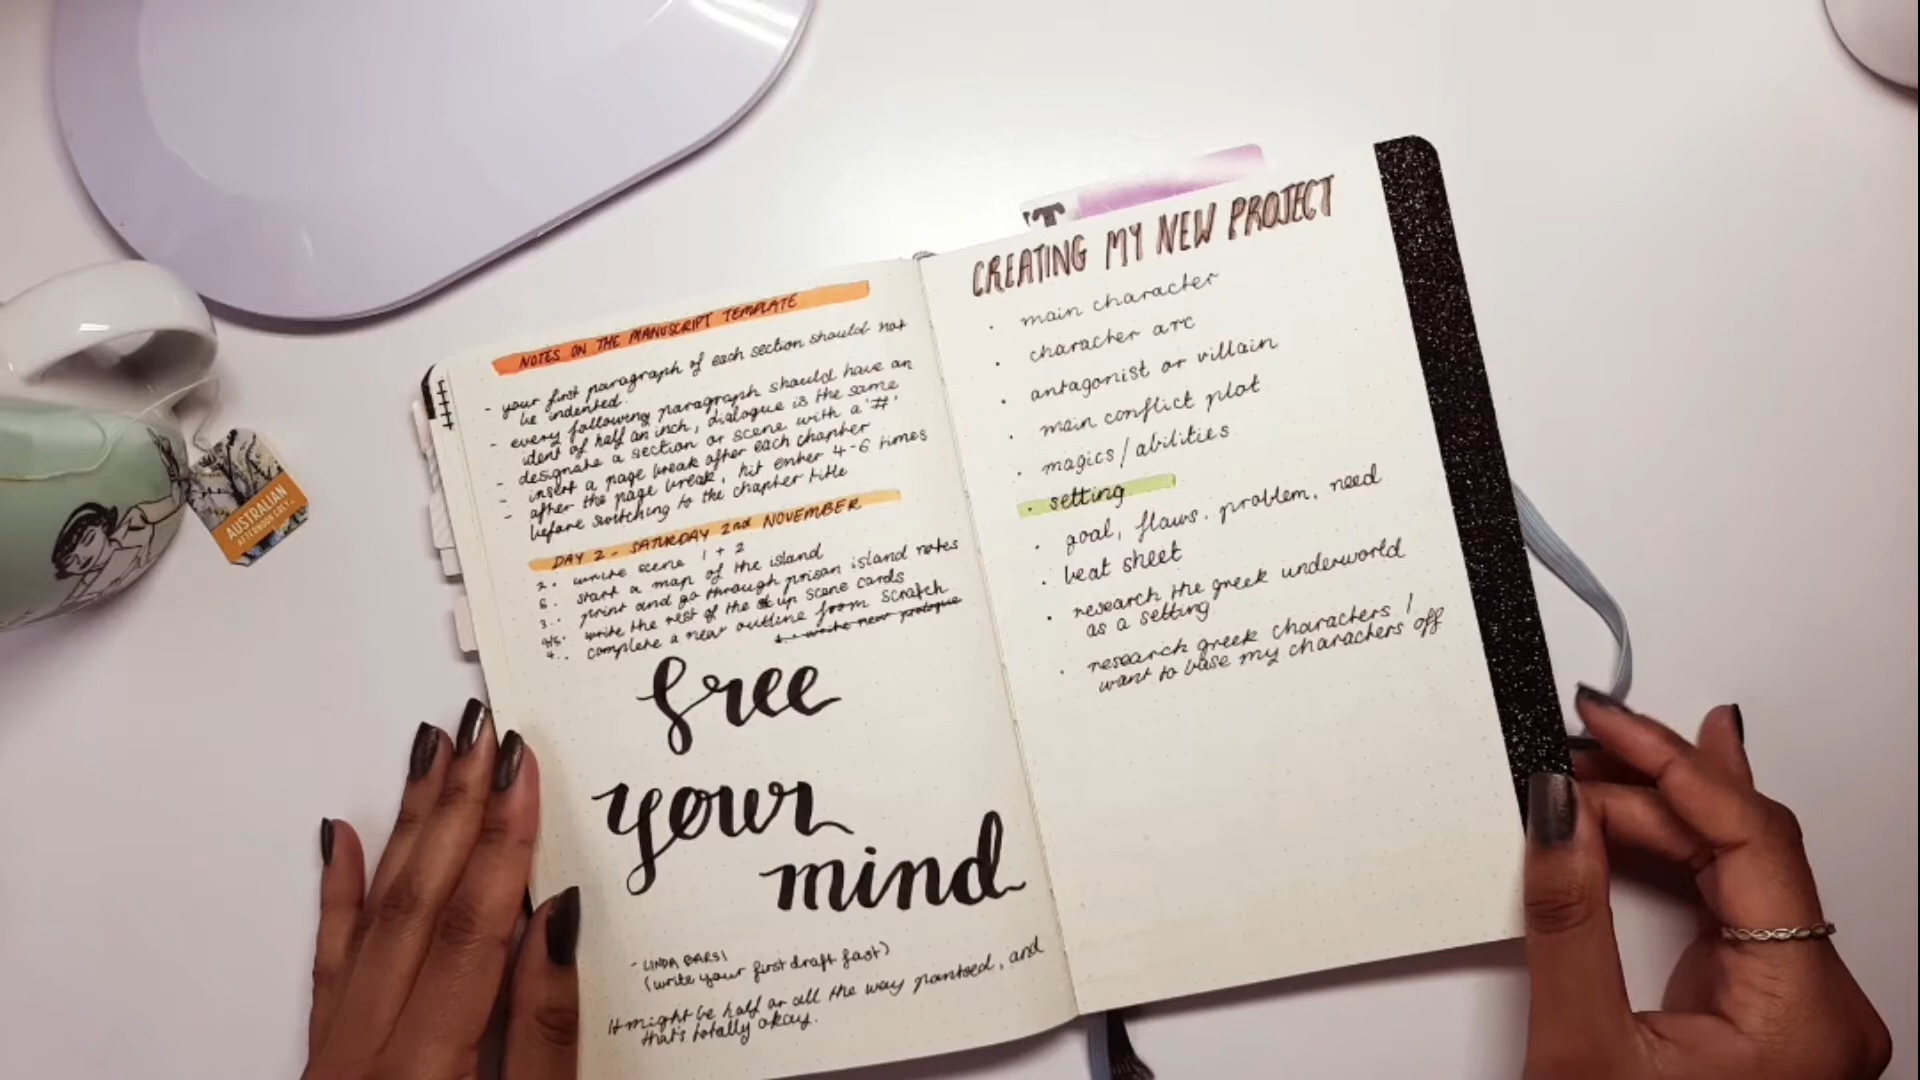 NOTES ON THE MANUSCRIPT TEMPLATE
- your first paragraph of each section should not
be indented.
- every following paragraph should have an
ident of half an inch, dialogue is the same
- designate a section or scene with a '#'.
- insert a page break after each chapter
- after the page break, hit enter 4-6 times
before switching to the chapter title
DAY 2 - SATURDAY 2nd NOVEMBER
2. write scene 1 + 2
start a map of the island
3. print and go through prison island notes
write the rest of the up scene cards
4. complete a new outline from scratch
1. write new prologue
free
your
mind
- LINDA BARSI
(write your first draft fast)
It might be half or all the way pantsed, and
that's totally okay.
T
CREATING MY NEW PROJECT
· main character
· character arc
· antagonist or villain
· main conflict plot
· magics/abilities
· setting
· goal, flaws, problem, need
· beat sheet
· research the greek underworld
as a setting
· research greek characters I
want to base my characters off
AUSTRALIAN
AFTERNOON